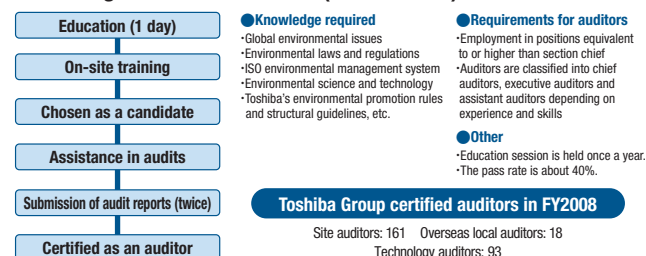 Education (1 day)
On-site training
Chosen as a candidate
Assistance in audits
Submission of audit reports (twice)
Certified as an auditor
●Knowledge required
･Global environmental issues
･Environmental laws and regulations
･ISO environmental management system
･Environmental science and technology
･Toshiba's environmental promotion rules
and structural guidelines, etc.
●Requirements for auditors
･Employment in positions equivalent
to or higher than section chief
･Auditors are classified into chief
auditors, executive auditors and
assistant auditors depending on
experience and skills
●Other
･Education session is held once a year.
･The pass rate is about 40%.
Toshiba Group certified auditors in FY2008
Site auditors: 161 Overseas local auditors: 18
Technology auditors: 93